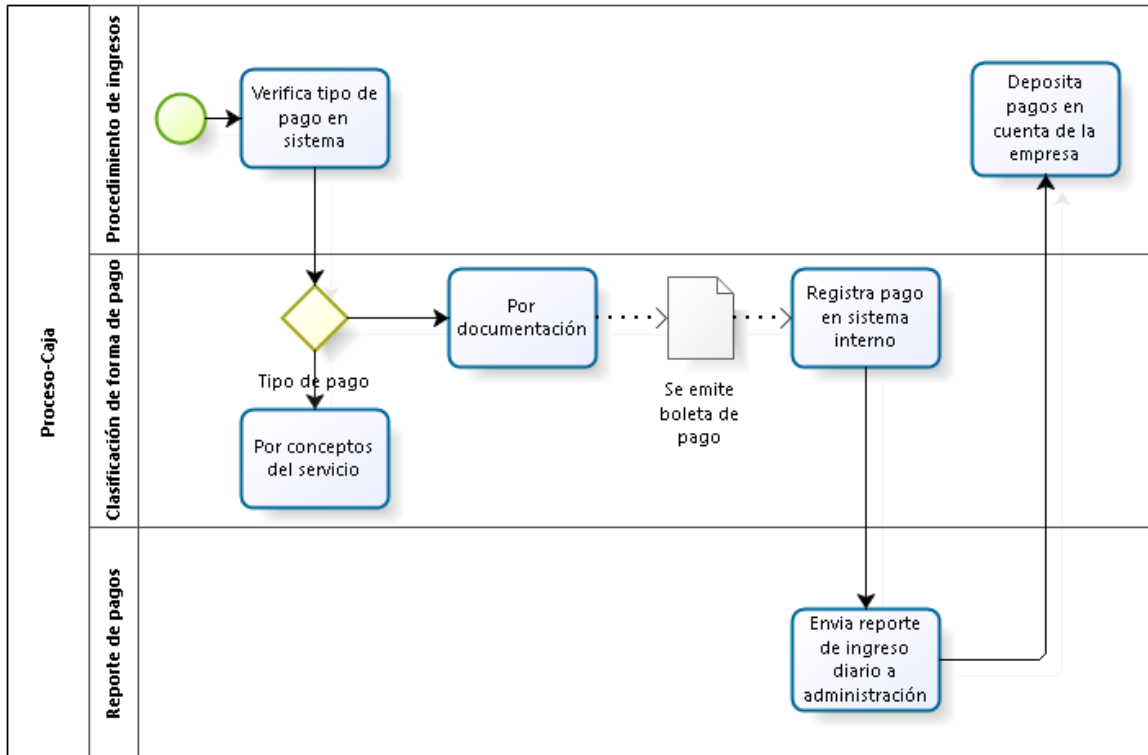 Proceso-Caja
Procedimiento de ingresos
Verifica tipo de
pago en
sistema
Deposita
pagos en
cuenta de la
empresa
Clasificación de forma de pago
Tipo de pago
Por
documentación
Se emite
boleta de
pago
Registra pago
en sistema
interno
Por conceptos
del servicio
Reporte de pagos
Envia reporte
de ingreso
diario a
administración